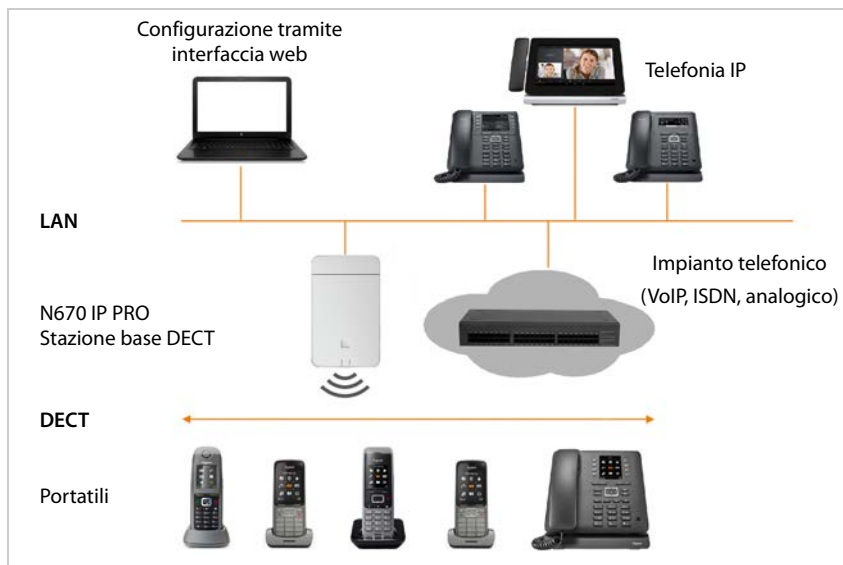 Configurazione tramite
interfaccia web
Telefonia IP
LAN
Impianto telefonico
(VoIP, ISDN, analogico)
N670 IP PRO
Stazione base DECT
DECT
Portatili